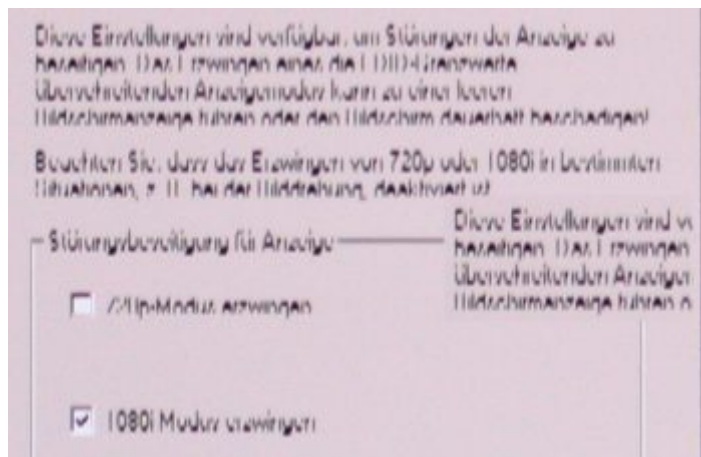 Diese Einstellungen sind verfügbar, um Störungen der Anzeige zu
beseitigen. Das Erzwingen eines die EDID-Grenzwerte
überschreitenden Anzeigemodus kann zu einer leeren
Bildschirmanzeige führen oder den Bildschirm dauerhaft beschädigen!
Beachten Sie, dass das Erzwingen von 720p oder 1080i in bestimmten
Situationen, z. B. bei der Bilddrehung, deaktiviert ist
Störungsbeseitigung für Anzeige
720p-Modus erzwingen
1080i Modus erzwingen
Diese Einstellungen sind v
beseitigen. Das Erzwingen
überschreitenden Anzeige
Bildschirmanzeige führen o